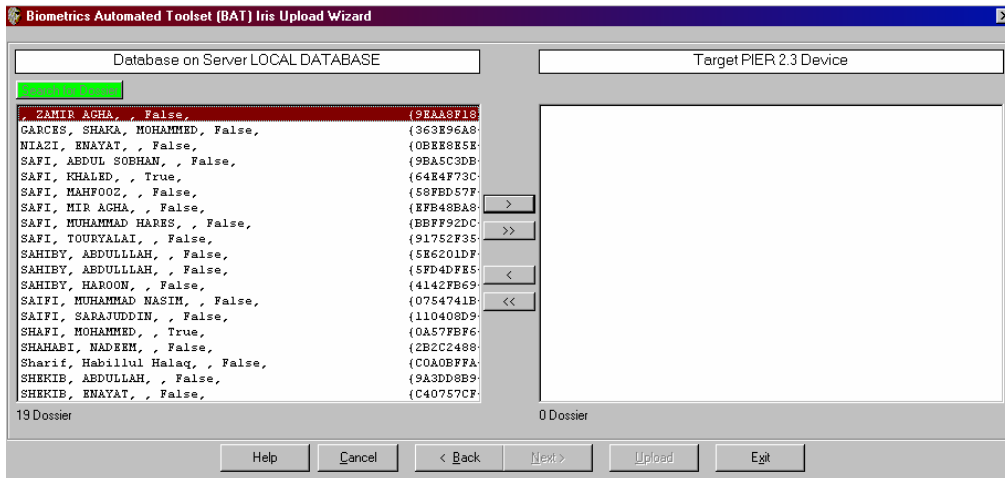 Biometrics Automated Toolset (BAT) Iris Upload Wizard
Database on Server LOCAL DATABASE
Target PIER 2.3 Device
Search for Dossier
, ZAMIR AGHA, , False, {9EAA8F18
GARCES, SHAKA, MOHAMMED, False, {363E96A8-
NIAZI, ENAYAT, , False, {0BEE8E5E-
SAFI, ABDUL SOBHAN, , False, {9BA5C3DB-
SAFI, KHALED, , True, {64E4F73C-
SAFI, MAHFOOZ, , False, {58FBD57F-
SAFI, MIR AGHA, , False, {EFB48BA8-
SAFI, MUHAMMAD HARES, , False, {BBFF92DC-
SAFI, TOURYALAI, , False, {91752F35-
SAHIBY, ABDULLLAH, , False, {5E6201DF-
SAHIBY, ABDULLLAH, , False, {5FD4DFE5-
SAHIBY, HAROON, , False, {4142FB69-
SAIFI, MUHAMMAD NASIM, , False, {0754741B-
SAIFI, SARAJUDDIN, , False, {110408D9-
SHAFI, MOHAMMED, , True, {0A57FBF6-
SHAHABI, NADEEM, , False, {2B2C2488-
Sharif, Habillul Halaq, , False, {C0A0BFFA-
SHEKIB, ABDULLAH, , False, {9A3DD8B9-
SHEKIB, ENAYAT, , False, {C40757CF-
>
>>
<
<<
19 Dossier
0 Dossier
Help Cancel < Back Next > Upload Exit